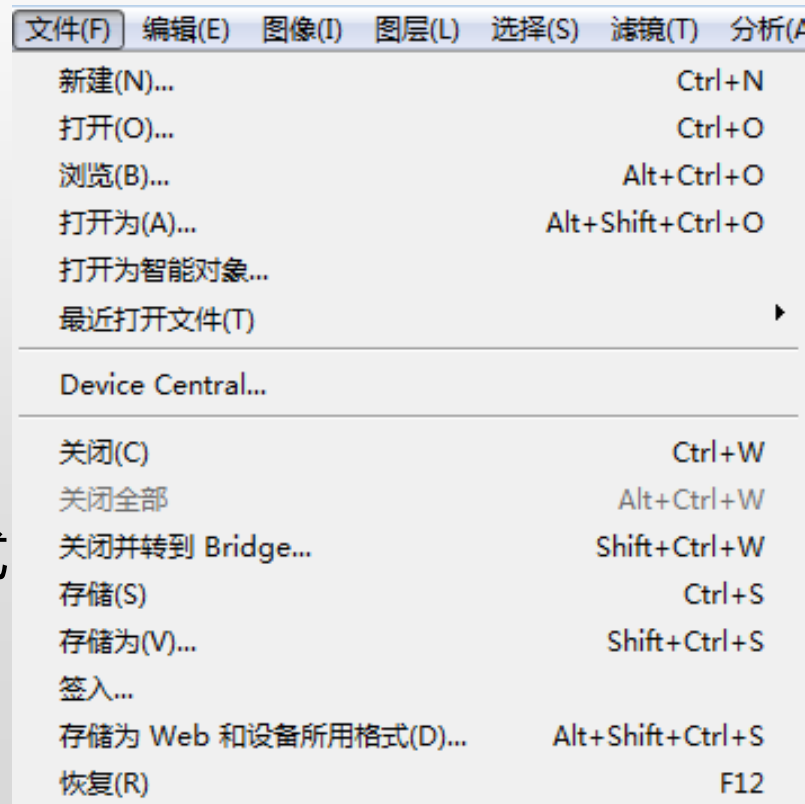 文件(F) 编辑(E) 图像(I) 图层(L) 选择(S) 滤镜(T) 分析(A
新建(N)... Ctrl+N
打开(O)... Ctrl+O
浏览(B)... Alt+Ctrl+O
打开为(A)... Alt+Shift+Ctrl+O
打开为智能对象...
最近打开文件(T)
Device Central...
关闭(C) Ctrl+W
关闭全部 Alt+Ctrl+W
关闭并转到 Bridge... Shift+Ctrl+W
存储(S) Ctrl+S
存储为(V)... Shift+Ctrl+S
签入...
存储为 Web 和设备所用格式(D)... Alt+Shift+Ctrl+S
恢复(R) F12